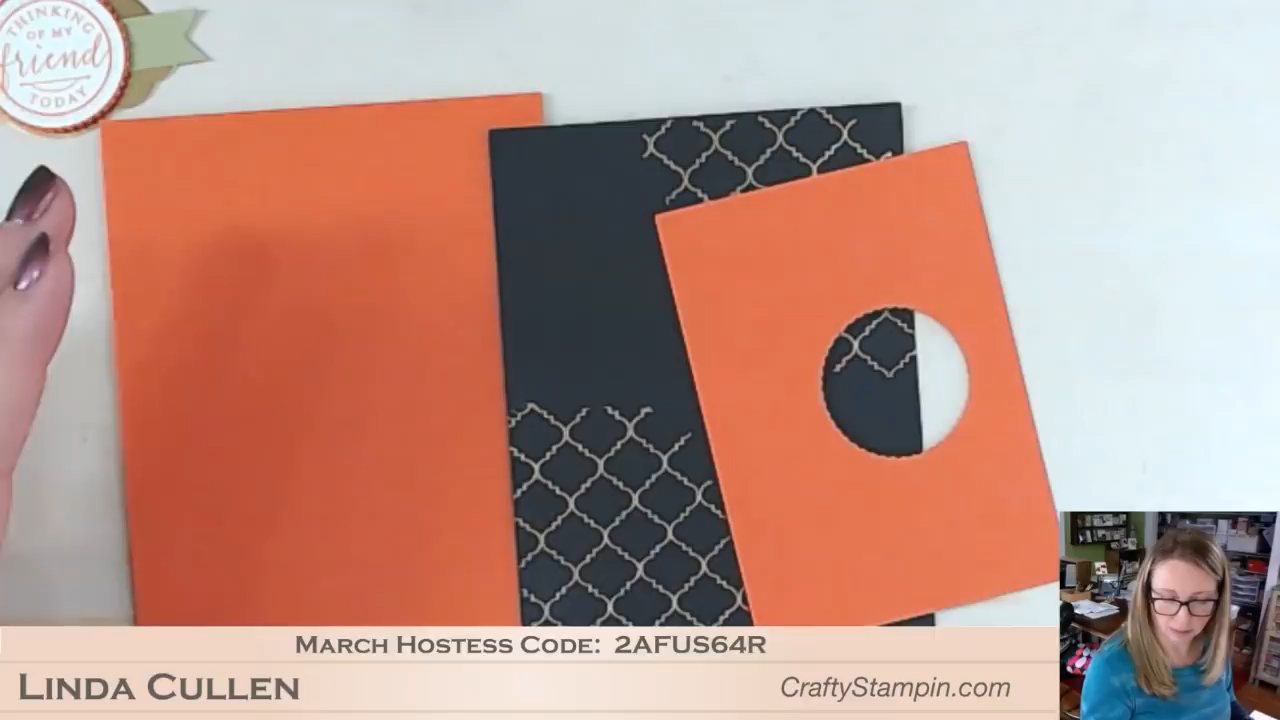 THINKING
OF MY
friend
TODAY
MARCH HOSTESS CODE: 2AFUS64R
LINDA CULLEN
CraftyStampin.com